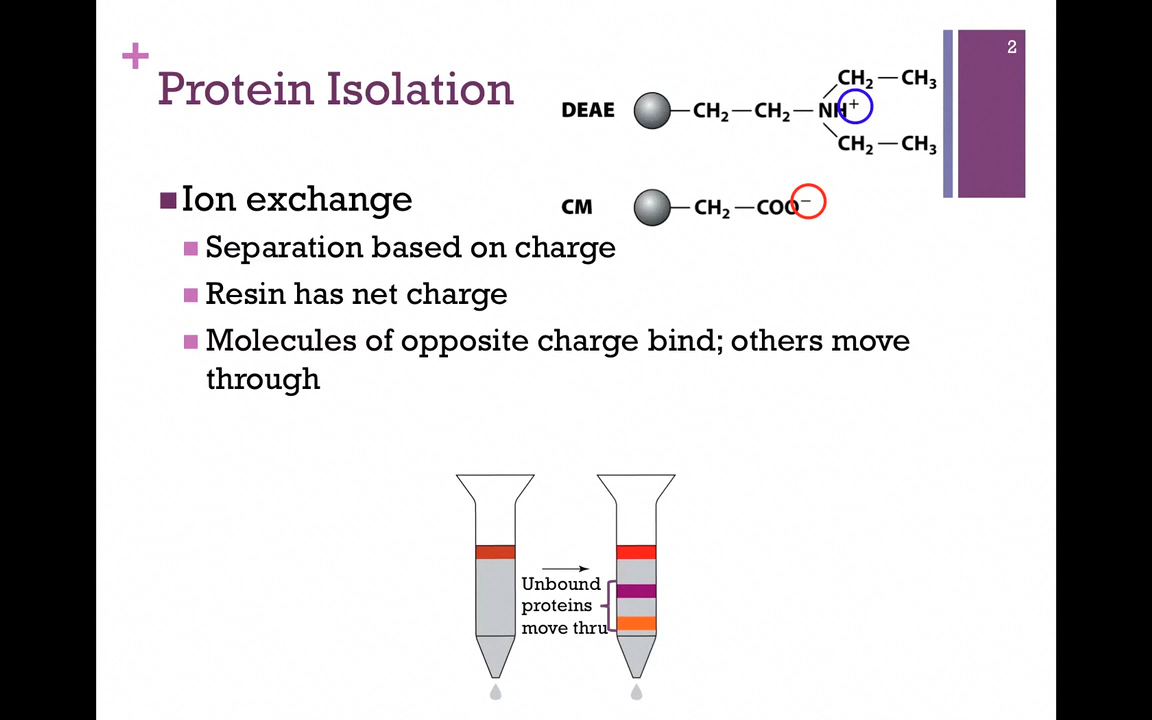 2
+
Protein Isolation
CH₂—CH₃
DEAE —CH₂—CH₂—NH⁺
CH₂—CH₃
CM —CH₂—COO⁻
Ion exchange
Separation based on charge
Resin has net charge
Molecules of opposite charge bind; others move
through
Unbound
proteins
move thru